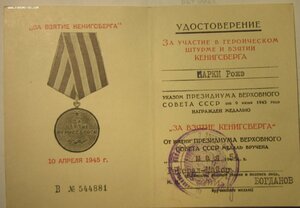 „ЗА ВЗЯТИЕ КЕНИГСБЕРГА"
10 АПРЕЛЯ 1945 г.
В № 544881
УДОСТОВЕРЕНИЕ
ЗА УЧАСТИЕ В ГЕРОИЧЕСКОМ
ШТУРМЕ И ВЗЯТИИ
КЕНИГСБЕРГА
УКАЗОМ ПРЕЗИДИУМА ВЕРХОВНОГО
СОВЕТА СССР от 9 июня 1945 года
НАГРАЖДЕН МЕДАЛЬЮ
„ЗА ВЗЯТИЕ КЕНИГСБЕРГА"
ОТ ИМЕНИ ПРЕЗИДИУМА ВЕРХОВНОГО
СОВЕТА СССР МЕДАЛЬ ВРУЧЕНА
БОГДАНОВ